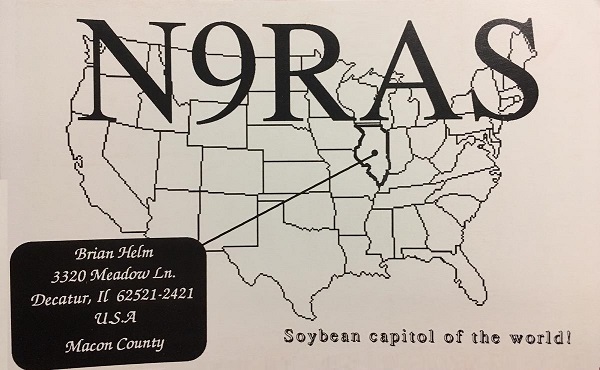 N9RAS
Brian Helm
3320 Meadow Ln.
Decatur, Il 62521-2421
U.S.A
Macon County
Soybean capitol of the world!